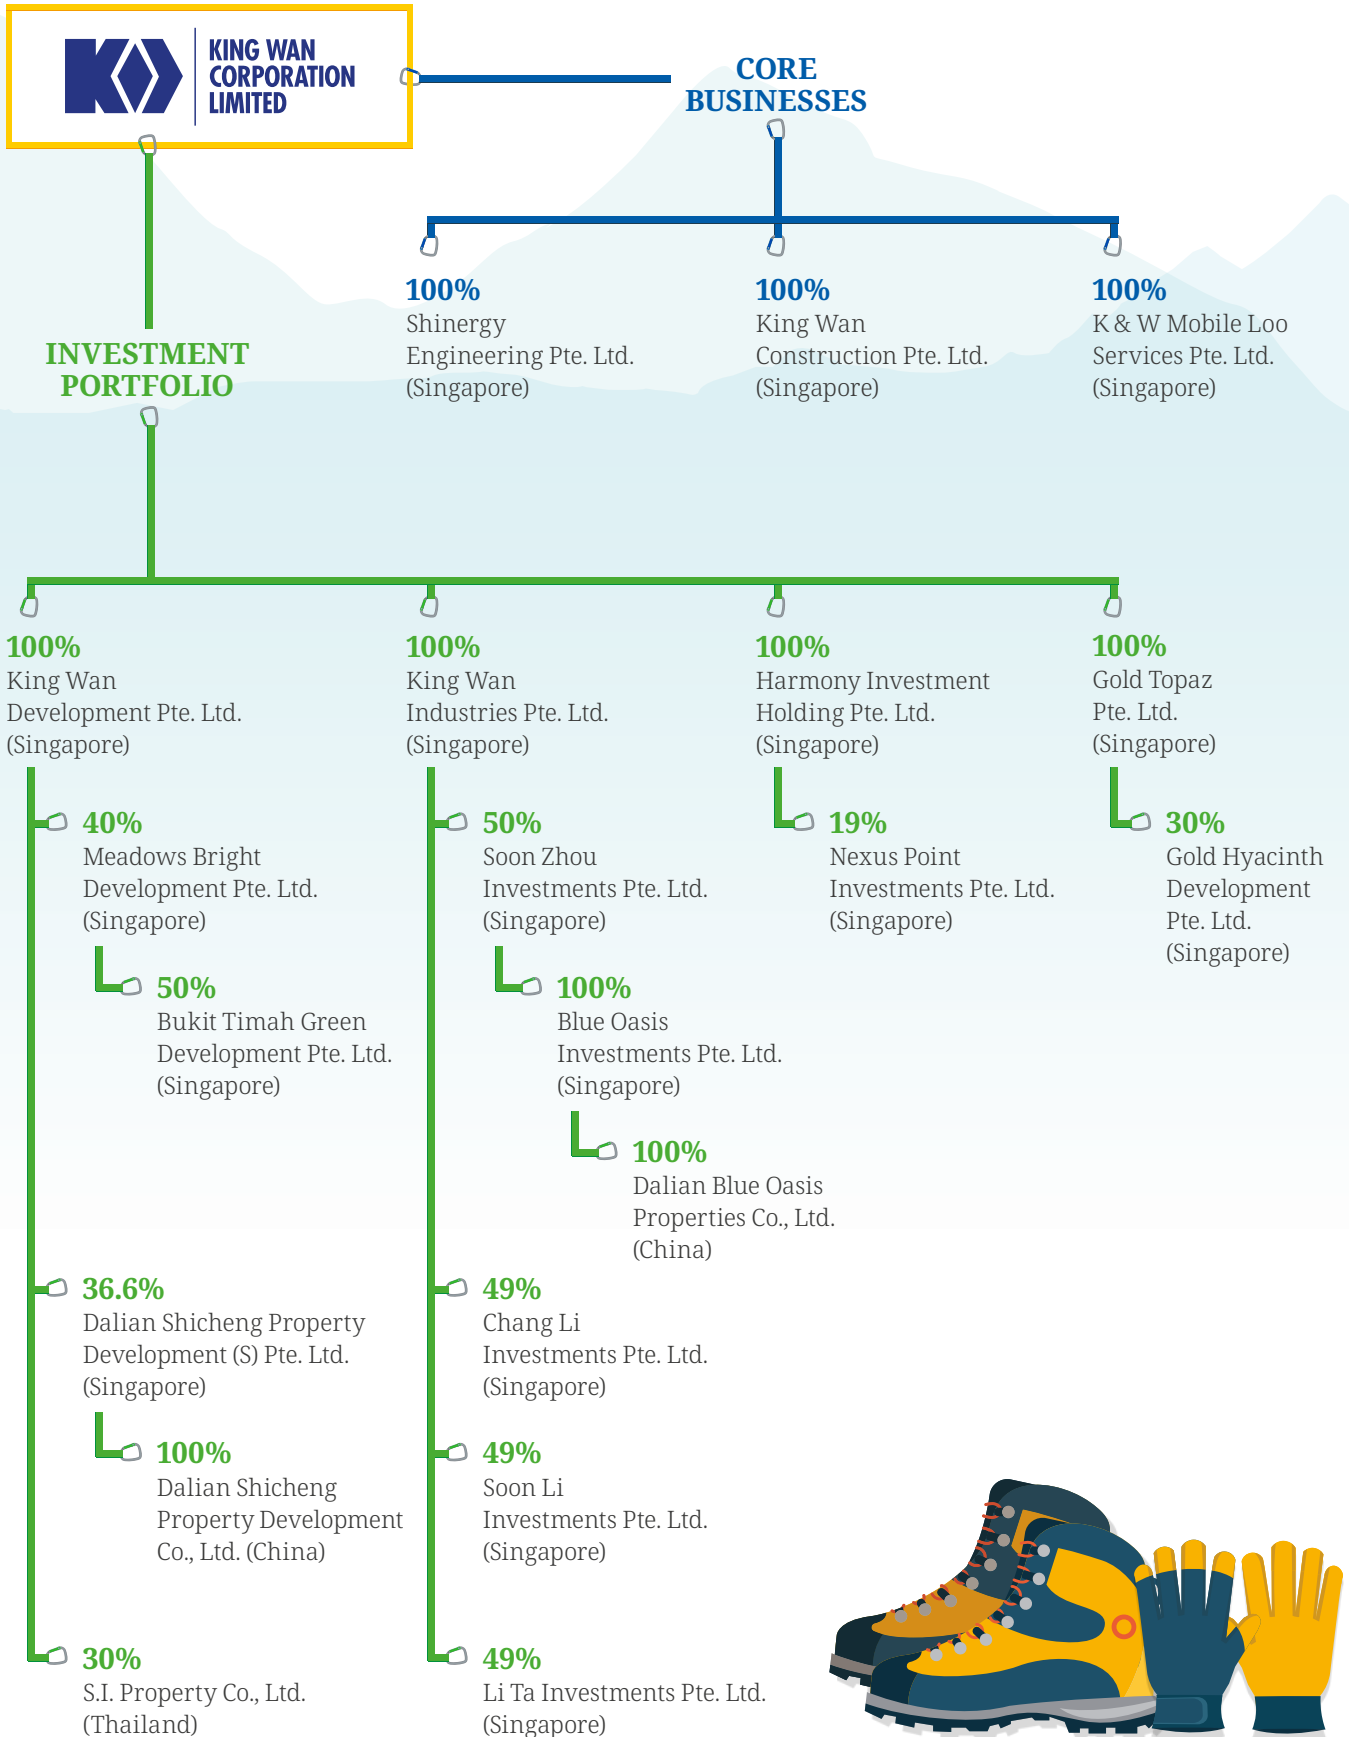 KING WAN
CORPORATION
LIMITED
CORE
BUSINESSES
100%
Shinergy
Engineering Pte. Ltd.
(Singapore)
100%
King Wan
Construction Pte. Ltd.
(Singapore)
100%
K & W Mobile Loo
Services Pte. Ltd.
(Singapore)
INVESTMENT
PORTFOLIO
100%
King Wan
Development Pte. Ltd.
(Singapore)
40%
Meadows Bright
Development Pte. Ltd.
(Singapore)
50%
Bukit Timah Green
Development Pte. Ltd.
(Singapore)
36.6%
Dalian Shicheng Property
Development (S) Pte. Ltd.
(Singapore)
100%
Dalian Shicheng
Property Development
Co., Ltd. (China)
30%
S.I. Property Co., Ltd.
(Thailand)
100%
King Wan
Industries Pte. Ltd.
(Singapore)
50%
Soon Zhou
Investments Pte. Ltd.
(Singapore)
100%
Blue Oasis
Investments Pte. Ltd.
(Singapore)
100%
Dalian Blue Oasis
Properties Co., Ltd.
(China)
49%
Chang Li
Investments Pte. Ltd.
(Singapore)
49%
Soon Li
Investments Pte. Ltd.
(Singapore)
49%
Li Ta Investments Pte. Ltd.
(Singapore)
100%
Harmony Investment
Holding Pte. Ltd.
(Singapore)
19%
Nexus Point
Investments Pte. Ltd.
(Singapore)
100%
Gold Topaz
Pte. Ltd.
(Singapore)
30%
Gold Hyacinth
Development
Pte. Ltd.
(Singapore)